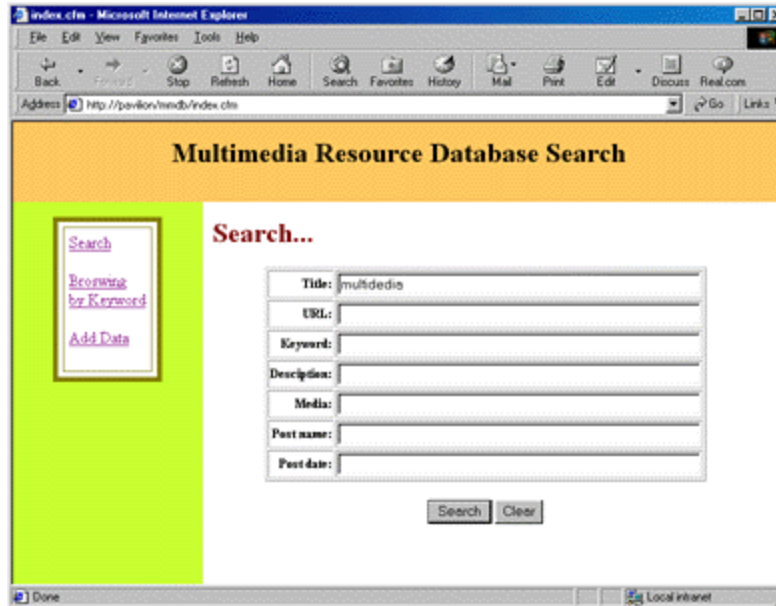 index.cfm - Microsoft Internet Explorer
File Edit View Favorites Tools Help
Back Forward Stop Refresh Home Search Favorites History Mail Print Edit Discuss Real.com
Address http://pavilion/mmdb/index.cfm Go Links
Multimedia Resource Database Search
Search
Broswing
by Keyword
Add Data
Search...
Title: multidedia
URL:
Keyword:
Desciption:
Media:
Post name:
Post date:
Search Clear
Done Local intranet